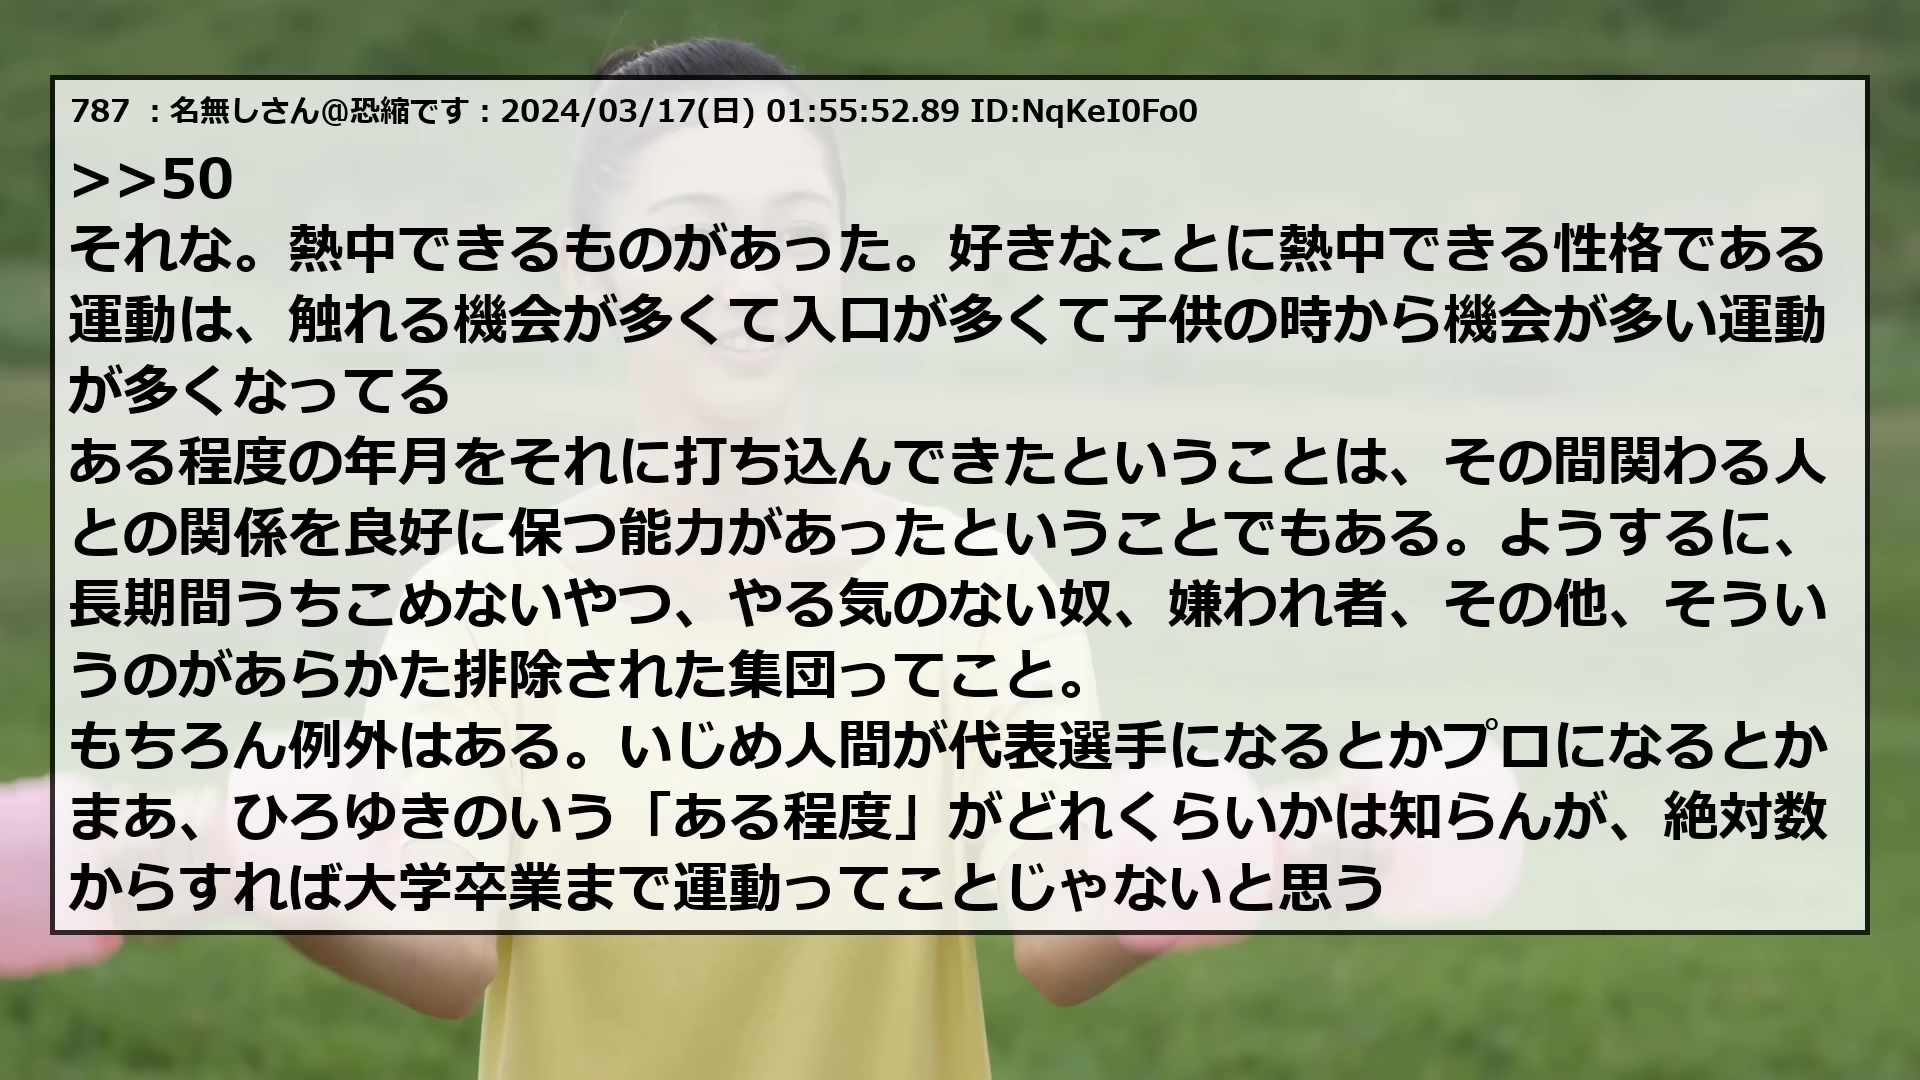 787 ：名無しさん@恐縮です：2024/03/17(日) 01:55:52.89 ID:NqKeI0Fo0
>>50
それな。熱中できるものがあった。好きなことに熱中できる性格である
運動は、触れる機会が多くて入口が多くて子供の時から機会が多い運動
が多くなってる
ある程度の年月をそれに打ち込んできたということは、その間関わる人
との関係を良好に保つ能力があったということでもある。ようするに、
長期間うちこめないやつ、やる気のない奴、嫌われ者、その他、そうい
うのがあらかた排除された集団ってこと。
もちろん例外はある。いじめ人間が代表選手になるとかプロになるとか
まあ、ひろゆきのいう「ある程度」がどれくらいかは知らんが、絶対数
からすれば大学卒業まで運動ってことじゃないと思う